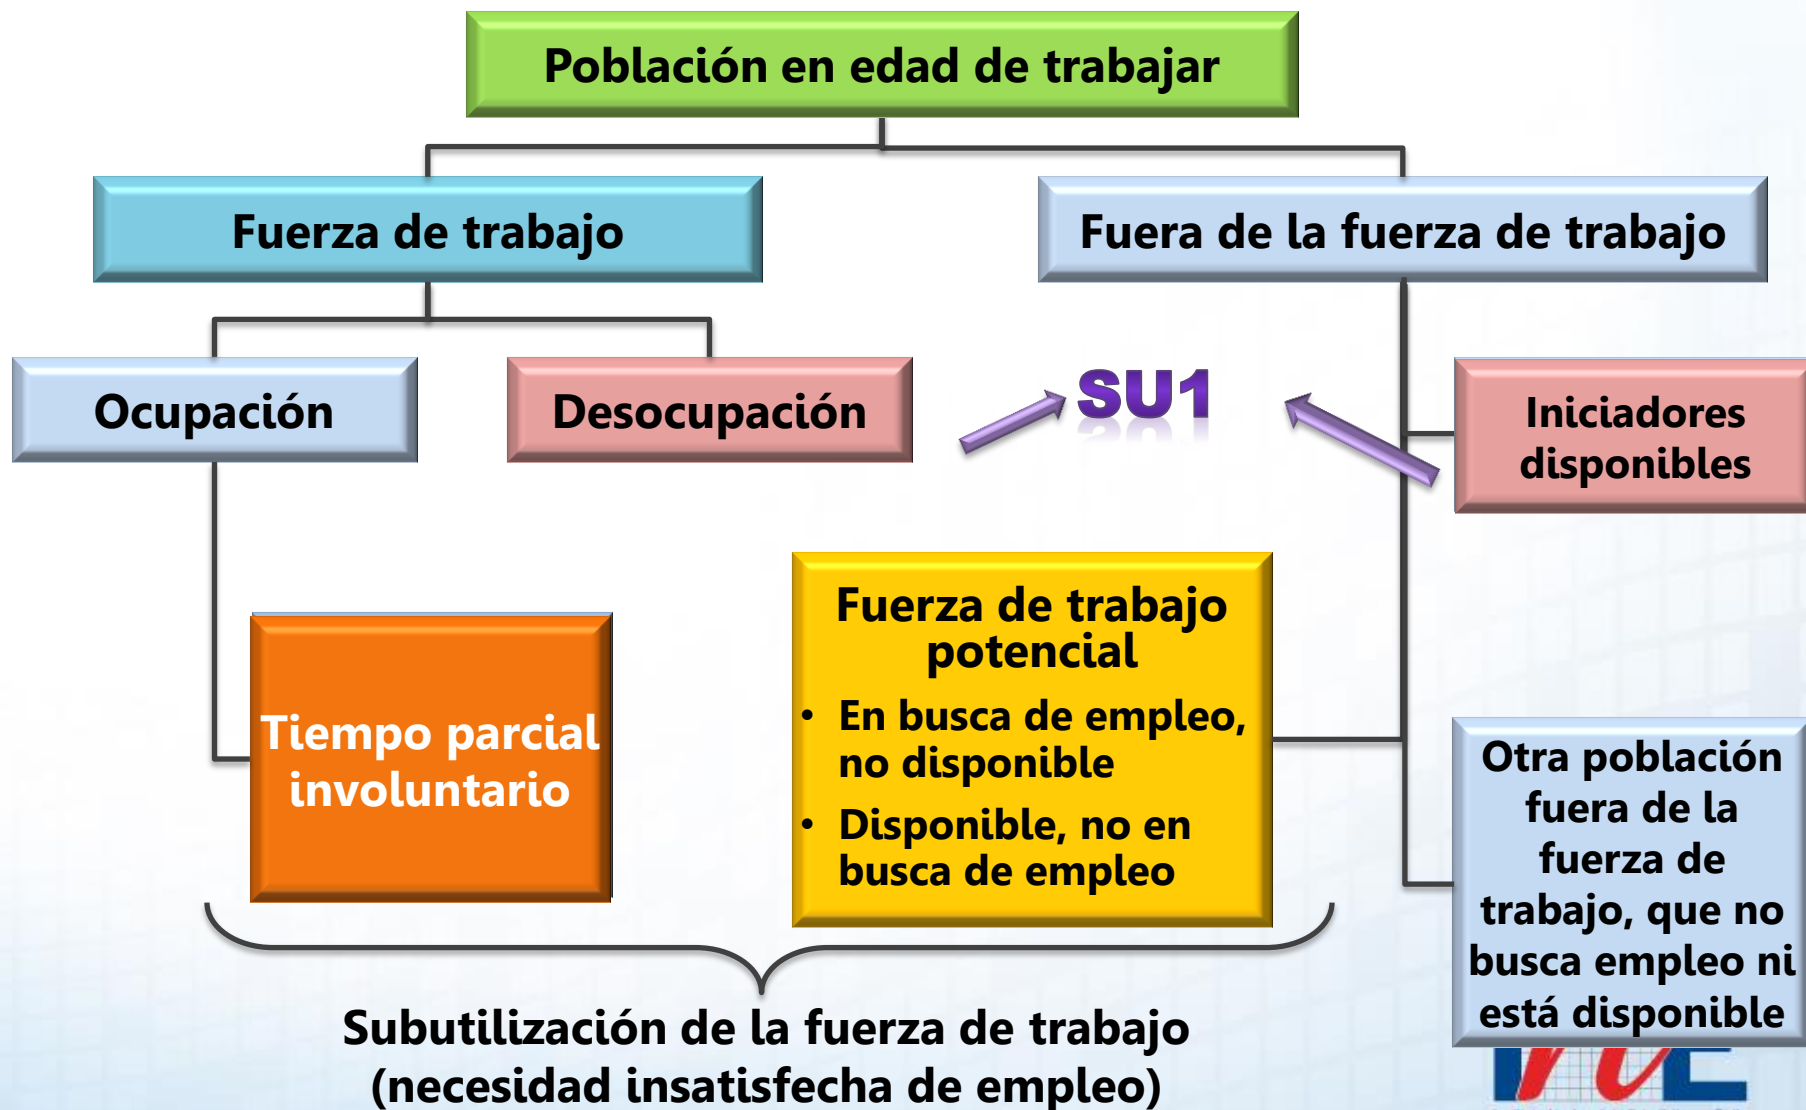 Población en edad de trabajar
Fuerza de trabajo
Fuera de la fuerza de trabajo
Ocupación
Desocupación
SU1
Iniciadores
disponibles
Tiempo parcial
involuntario
Fuerza de trabajo
potencial
• En busca de empleo,
no disponible
• Disponible, no en
busca de empleo
Otra población
fuera de la
fuerza de
trabajo, que no
busca empleo ni
está disponible
Subutilización de la fuerza de trabajo
(necesidad insatisfecha de empleo)